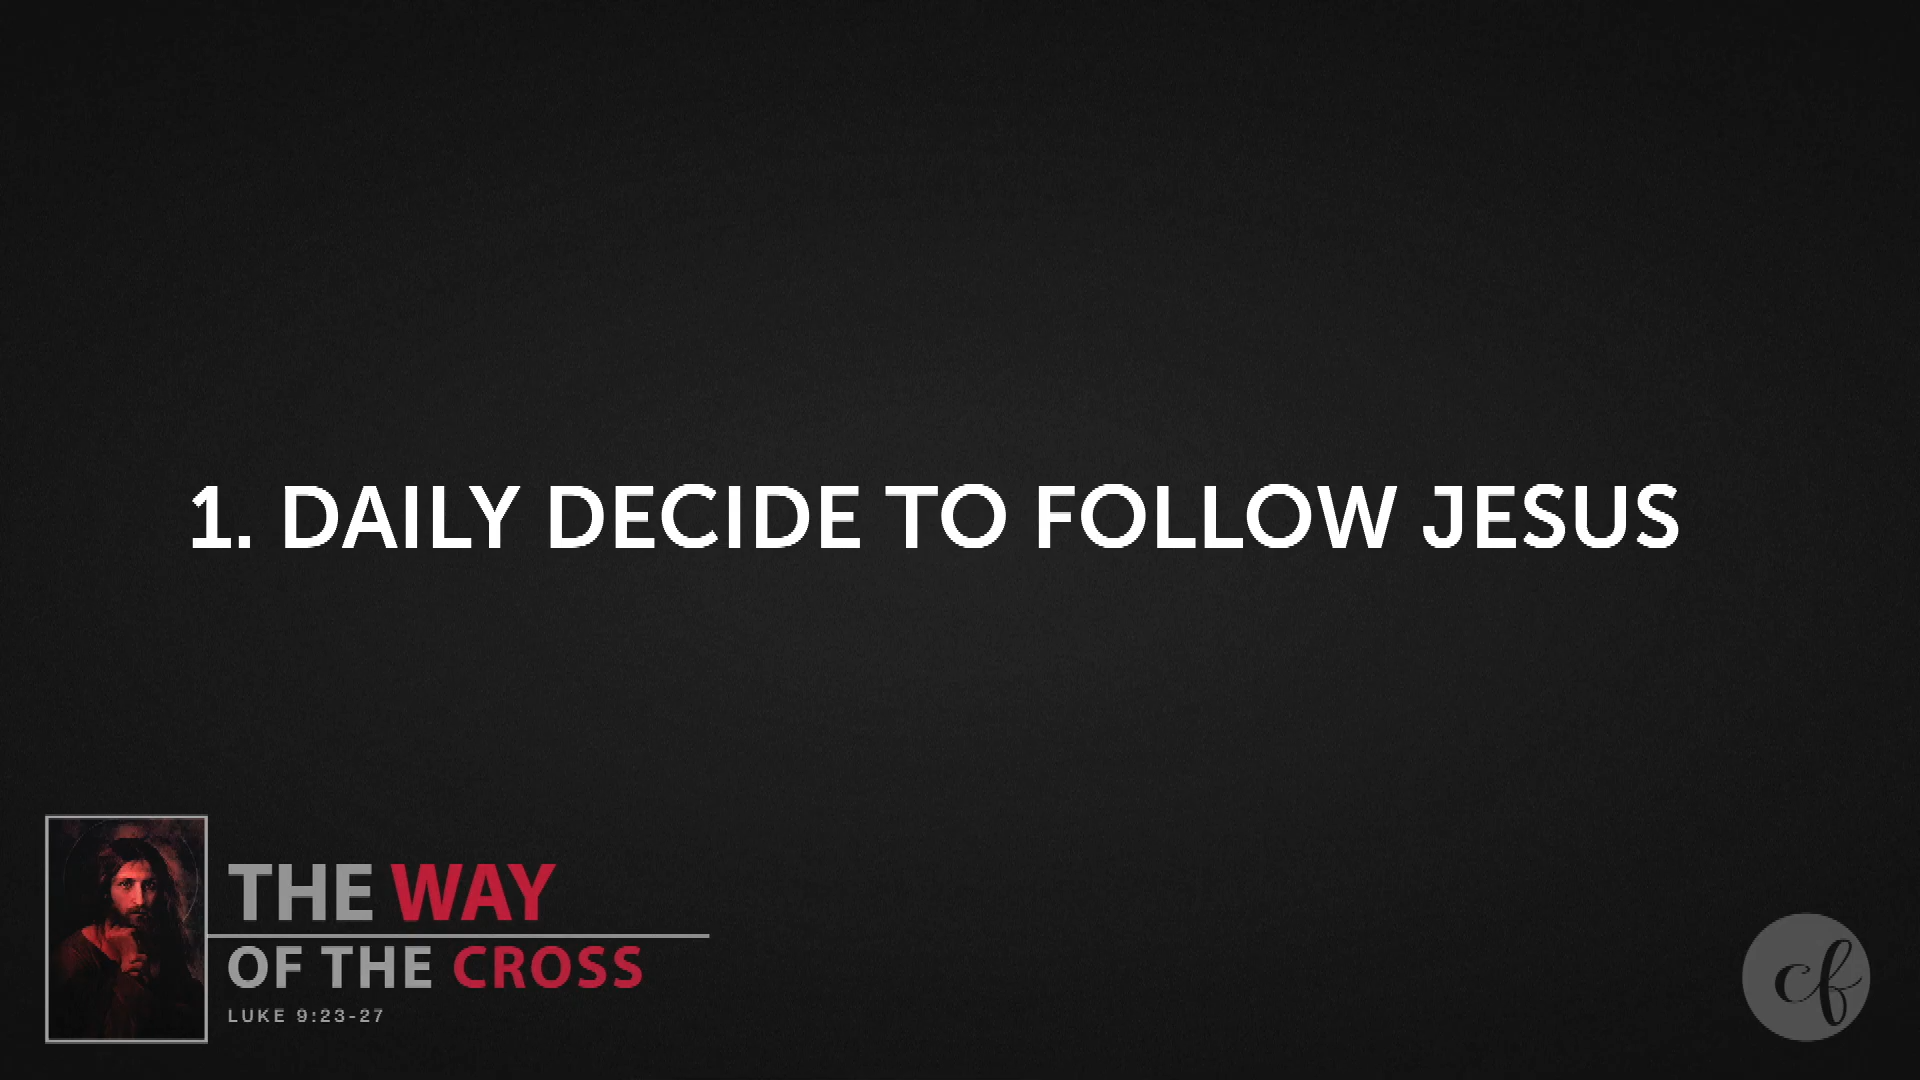 1. DAILY DECIDE TO FOLLOW JESUS
THE WAY
OF THE CROSS
LUKE 9:23-27
cf